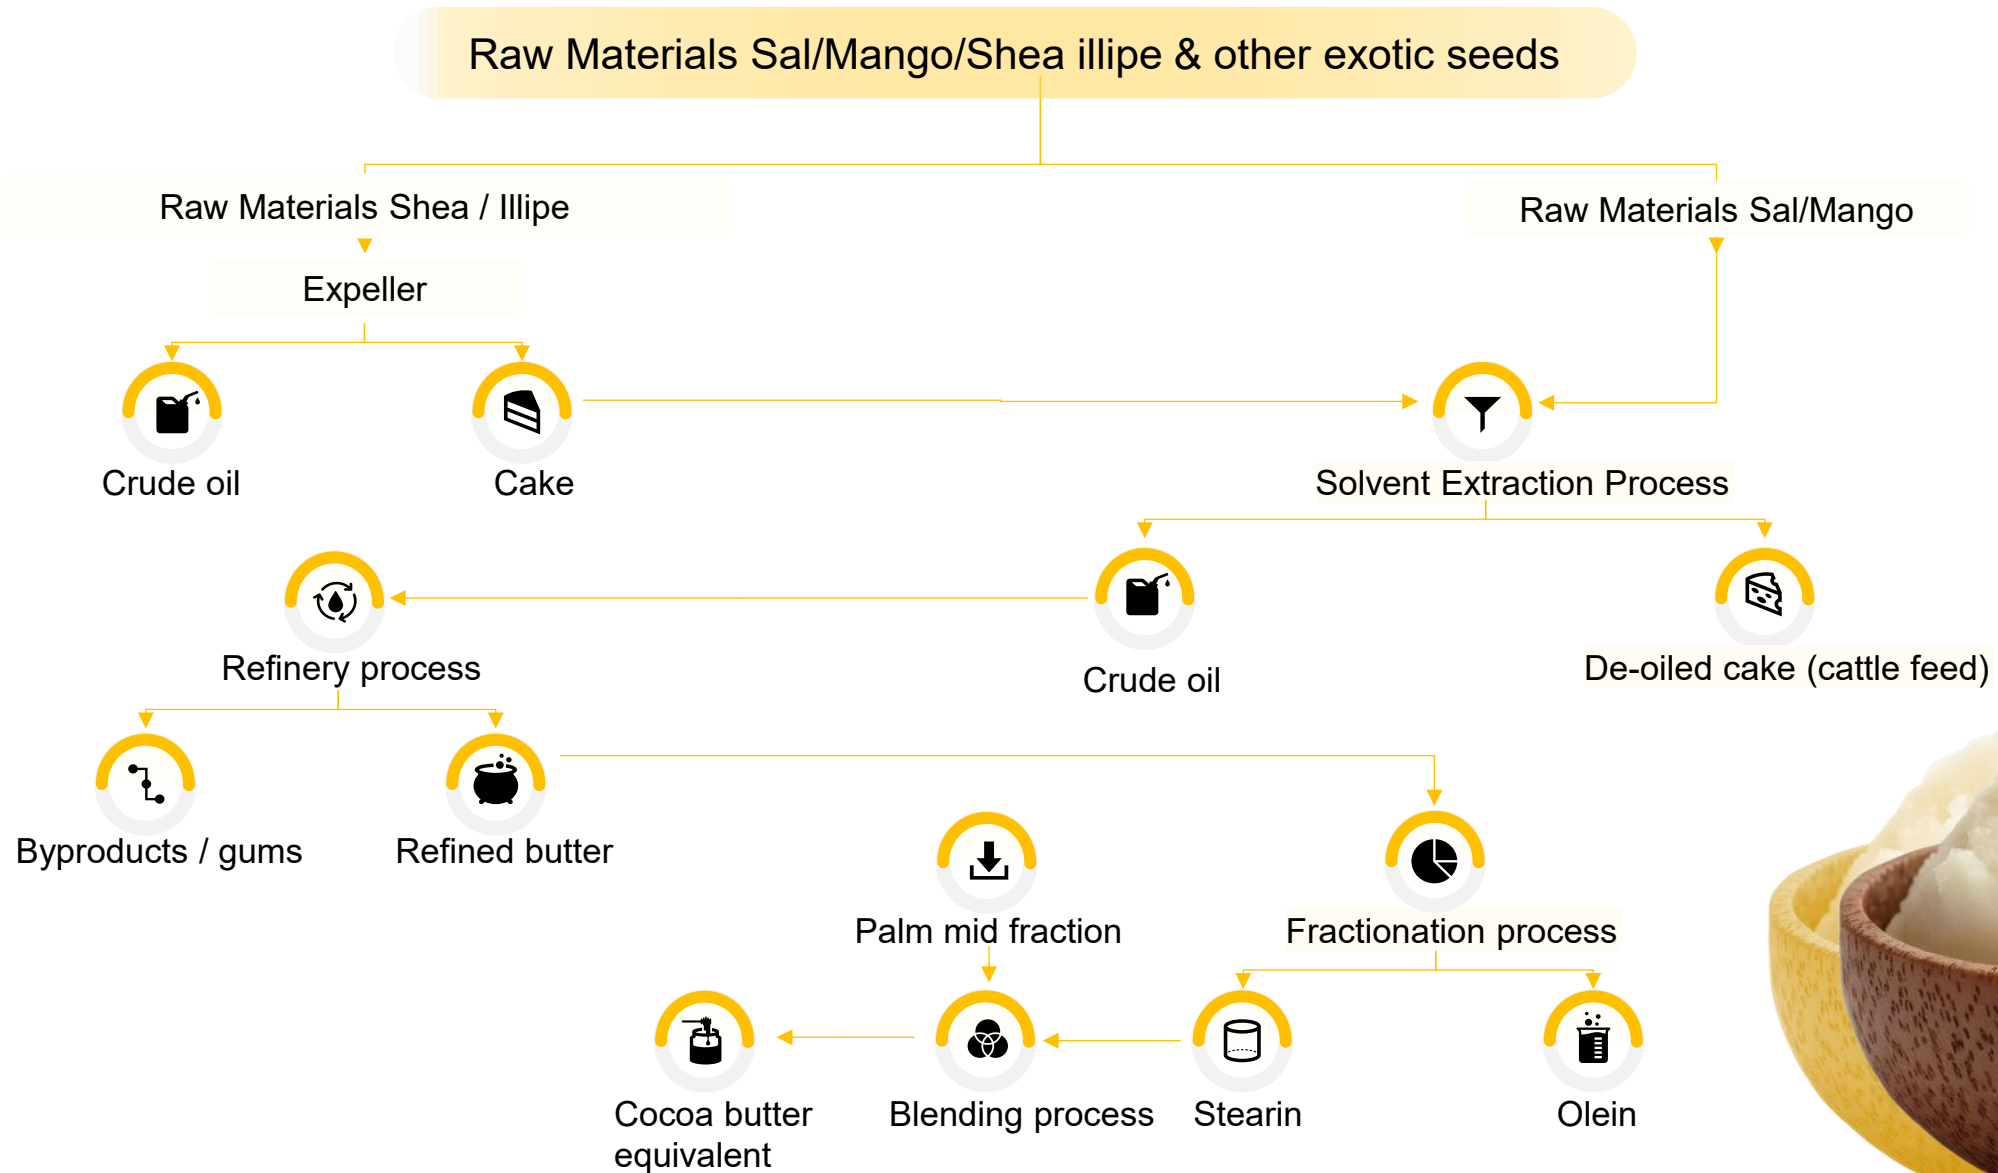 Raw Materials Sal/Mango/Shea illipe & other exotic seeds
Raw Materials Shea / Illipe
Raw Materials Sal/Mango
Expeller
Crude oil
Cake
Solvent Extraction Process
Refinery process
Crude oil
De-oiled cake (cattle feed)
Byproducts / gums
Refined butter
Palm mid fraction
Fractionation process
Cocoa butter
equivalent
Blending process
Stearin
Olein